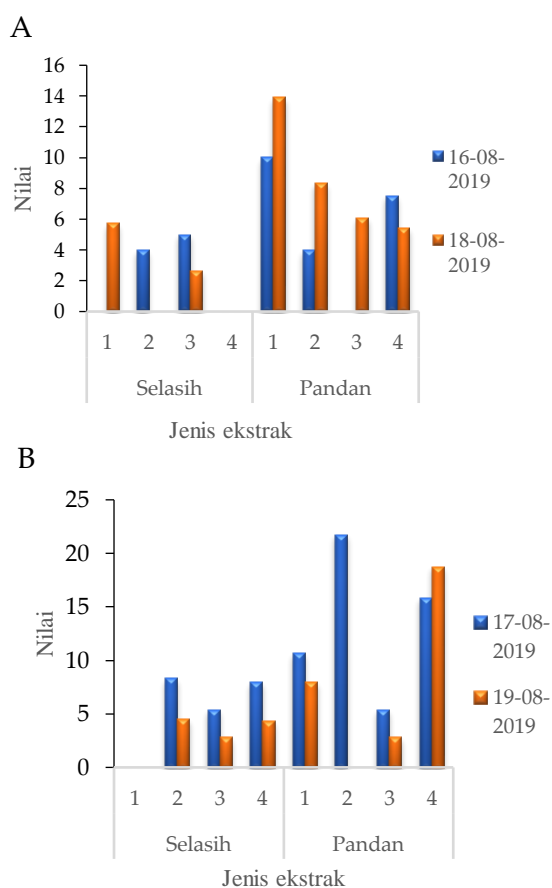 A
16
14
12
10
8
6
4
2
0
Nilai
1 2 3 4 1 2 3 4
Selasih Pandan
Jenis ekstrak
16-08-
2019
18-08-
2019
B
25
20
15
10
5
0
Nilai
1 2 3 4 1 2 3 4
Selasih Pandan
Jenis ekstrak
17-08-
2019
19-08-
2019